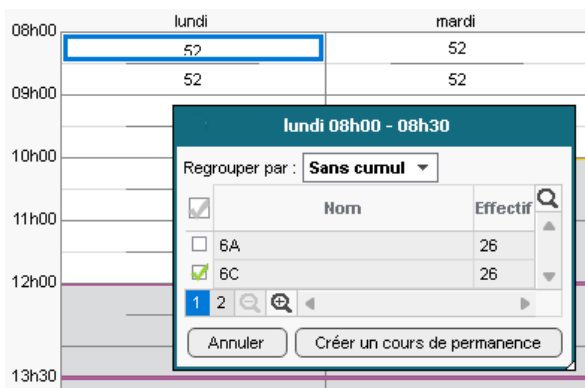 lundi mardi
08h00
52 52
52 52
09h00
lundi 08h00 - 08h30
10h00
Regrouper par : Sans cumul
Nom Effectif
11h00
6A 26
6C 26
12h00
1 2
Annuler Créer un cours de permanence
13h30